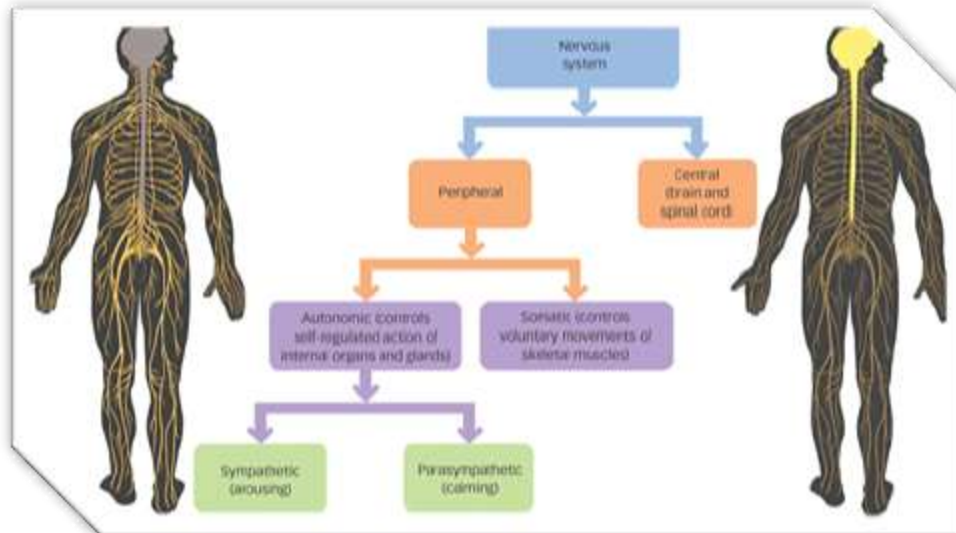 Nervous
system
Peripheral
Central
(brain and
spinal cord)
Autonomic (controls
self-regulated action of
internal organs and glands)
Somatic (controls
voluntary movements of
skeletal muscles)
Sympathetic
(arousing)
Parasympathetic
(calming)